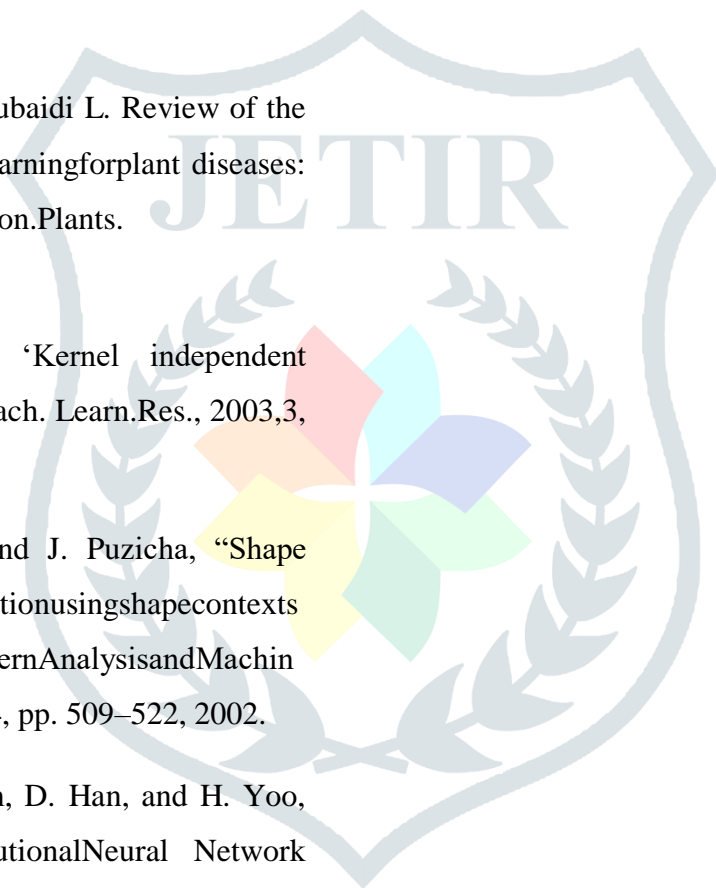 ubaidi L. Review of the
JETIR
arningforplant diseases:
on.Plants.
‘Kernel independent
ach. Learn.Res., 2003,3,
nd J. Puzicha, “Shape
tionusingshapecontexts
ernAnalysisandMachin
, pp. 509–522, 2002.
, D. Han, and H. Yoo,
utionalNeural Network